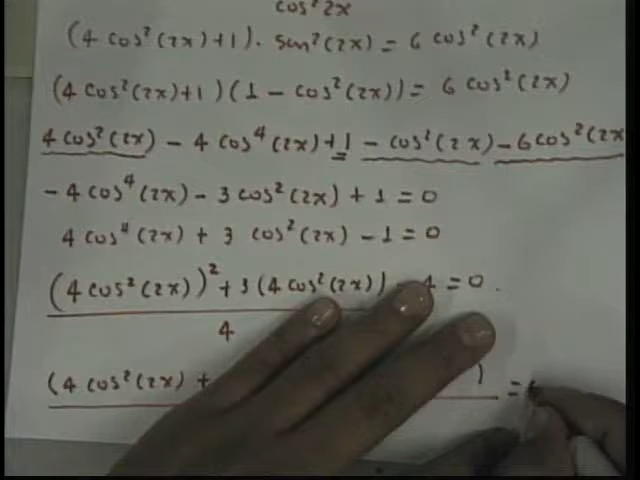 cos² 2x
(4 cos² (2x)+1). sen² (2x) = 6 cos² (2x)
(4 cos² (2x)+1) (1 - cos² (2x)) = 6 cos² (2x)
4 cos² (2x) - 4 cos⁴ (2x) + 1 - cos² (2x) - 6 cos² (2x
- 4 cos⁴ (2x) - 3 cos² (2x) + 1 = 0
4 cos⁴ (2x) + 3 cos² (2x) - 1 = 0
(4 cos² (2x))² + 3 (4 cos² (2x)) - 4 = 0.
4
(4 cos² (2x) + ) =